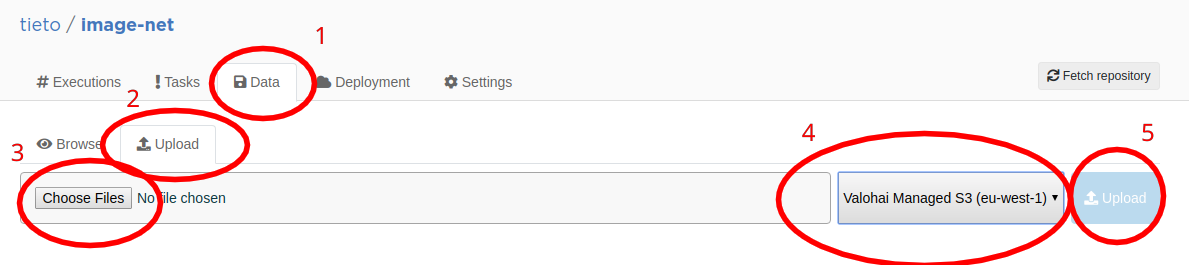 tieto / image-net
1
Executions Tasks Data Deployment Settings Fetch repository
2
Browse Upload
3 4 5
Choose Files No file chosen Valohai Managed S3 (eu-west-1) Upload